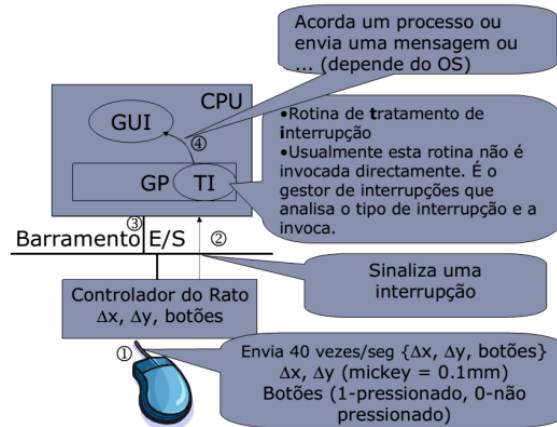 Acorda um processo ou
envia uma mensagem ou
... (depende do OS)
CPU
GUI
④
•Rotina de tratamento de
interrupção
•Usualmente esta rotina não é
invocada directamente. É o
gestor de interrupções que
analisa o tipo de interrupção e a
invoca.
GP
TI
③
②
Barramento E/S
Sinaliza uma
interrupção
Controlador do Rato
Δx, Δy, botões
①
Envia 40 vezes/seg {Δx, Δy, botões}
Δx, Δy (mickey = 0.1mm)
Botões (1-pressionado, 0-não
pressionado)